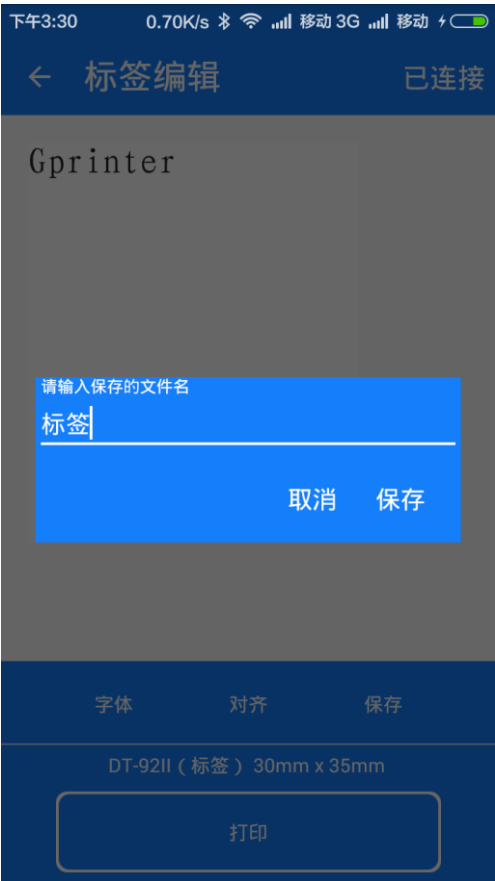 下午3:30 0.70K/s 移动 3G 移动
标签编辑 已连接
Gprinter
请输入保存的文件名
标签
取消 保存
字体 对齐 保存
DT-92II（标签）30mm x 35mm
打印